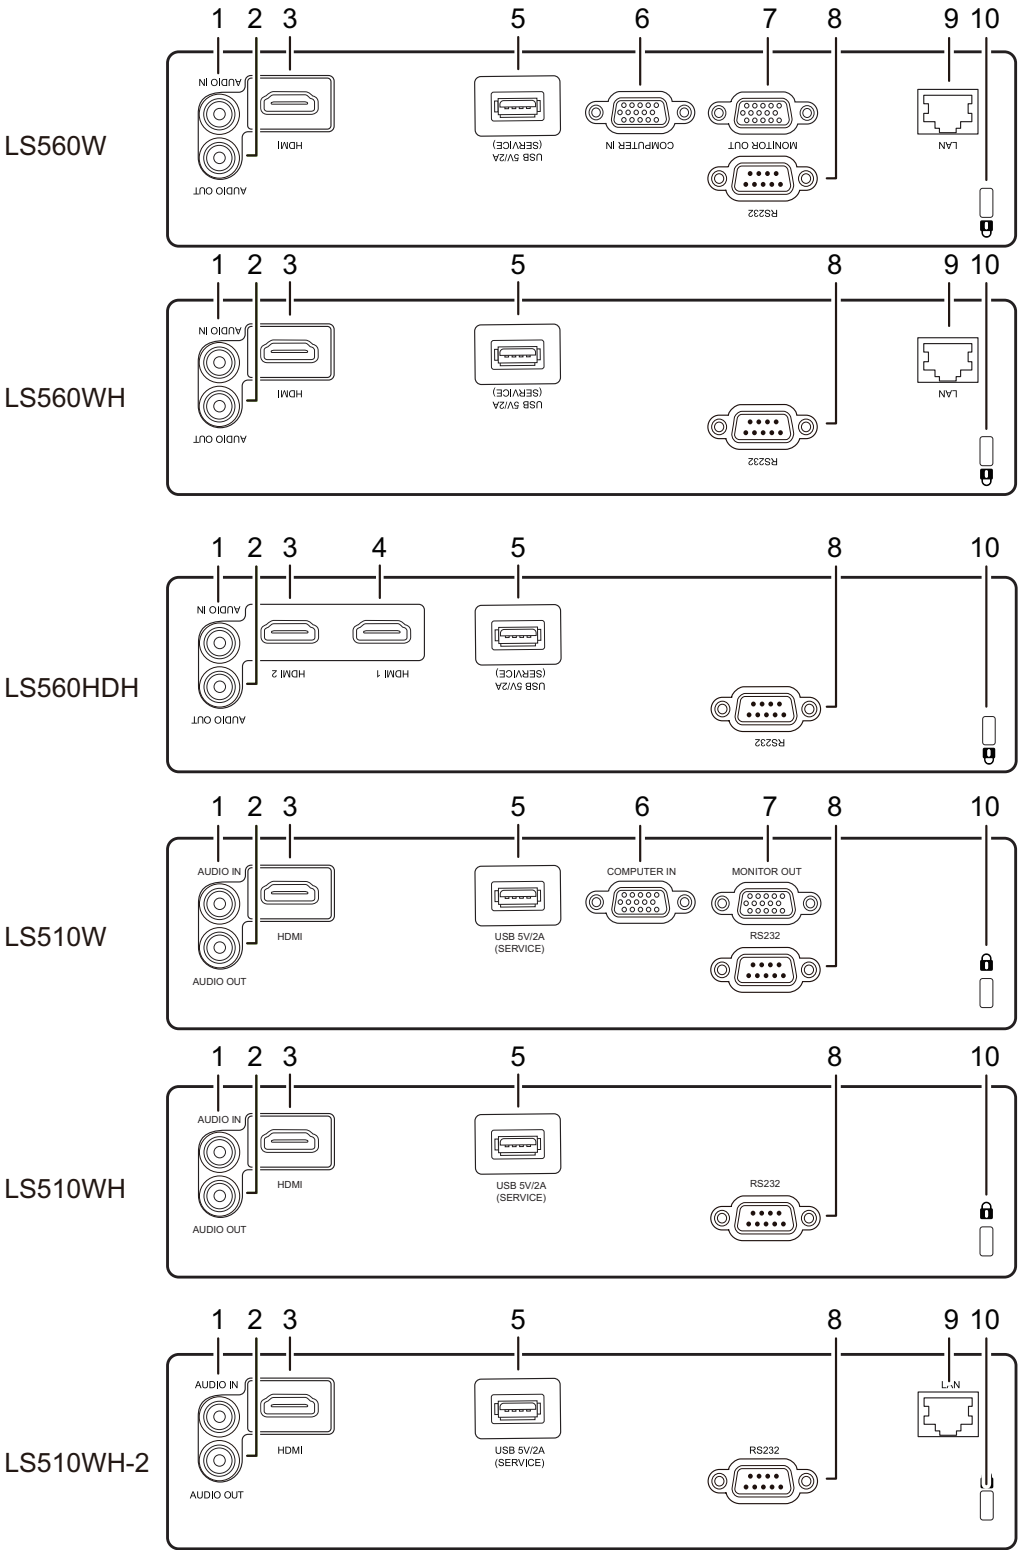 1 2 3 5 6 7 8 9 10
AUDIO IN
HDMI
USB 5V/2A
(SERVICE)
COMPUTER IN
MONITOR OUT
LAN
LS560W
AUDIO OUT
RS232
1 2 3 5 8 9 10
AUDIO IN
HDMI
USB 5V/2A
(SERVICE)
LAN
LS560WH
AUDIO OUT
RS232
1 2 3 4 5 8 10
AUDIO IN
HDMI 2
HDMI 1
USB 5V/2A
(SERVICE)
LS560HDH
AUDIO OUT
RS232
1 2 3 5 6 7 8 10
AUDIO IN
COMPUTER IN
MONITOR OUT
LS510W
HDMI
USB 5V/2A
(SERVICE)
RS232
AUDIO OUT
1 2 3 5 8 10
AUDIO IN
LS510WH
HDMI
USB 5V/2A
(SERVICE)
RS232
AUDIO OUT
1 2 3 5 8 9 10
AUDIO IN
LAN
LS510WH-2
HDMI
USB 5V/2A
(SERVICE)
RS232
AUDIO OUT